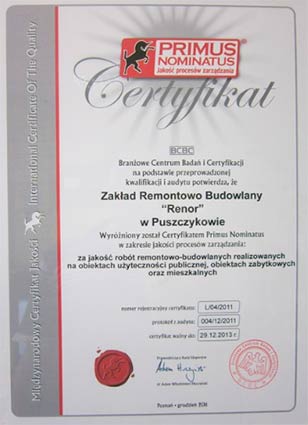 International Certificate Of The Quality
Międzynarodowy Certyfikat Jakości
PRIMUS
NOMINATUS
Jakość procesów zarządzania
Certyfikat
BCBC
Branżowe Centrum Badań i Certyfikacji
na podstawie przeprowadzonej
kwalifikacji i audytu potwierdza, że
Zakład Remontowo Budowlany
"Renor"
w Puszczykowie
Wyróżniony został Certyfikatem Primus Nominatus
w zakresie jakości procesów zarządzania:
za jakość robót remontowo-budowlanych realizowanych
na obiektach użyteczności publicznej, obiektach zabytkowych
oraz mieszkalnych
numer rejestracyjny certyfikatu: L/04/2011
protokół z audytu: 004/12/2011
certyfikat ważny do: 29.12.2013 r.
Poznań - grudzień